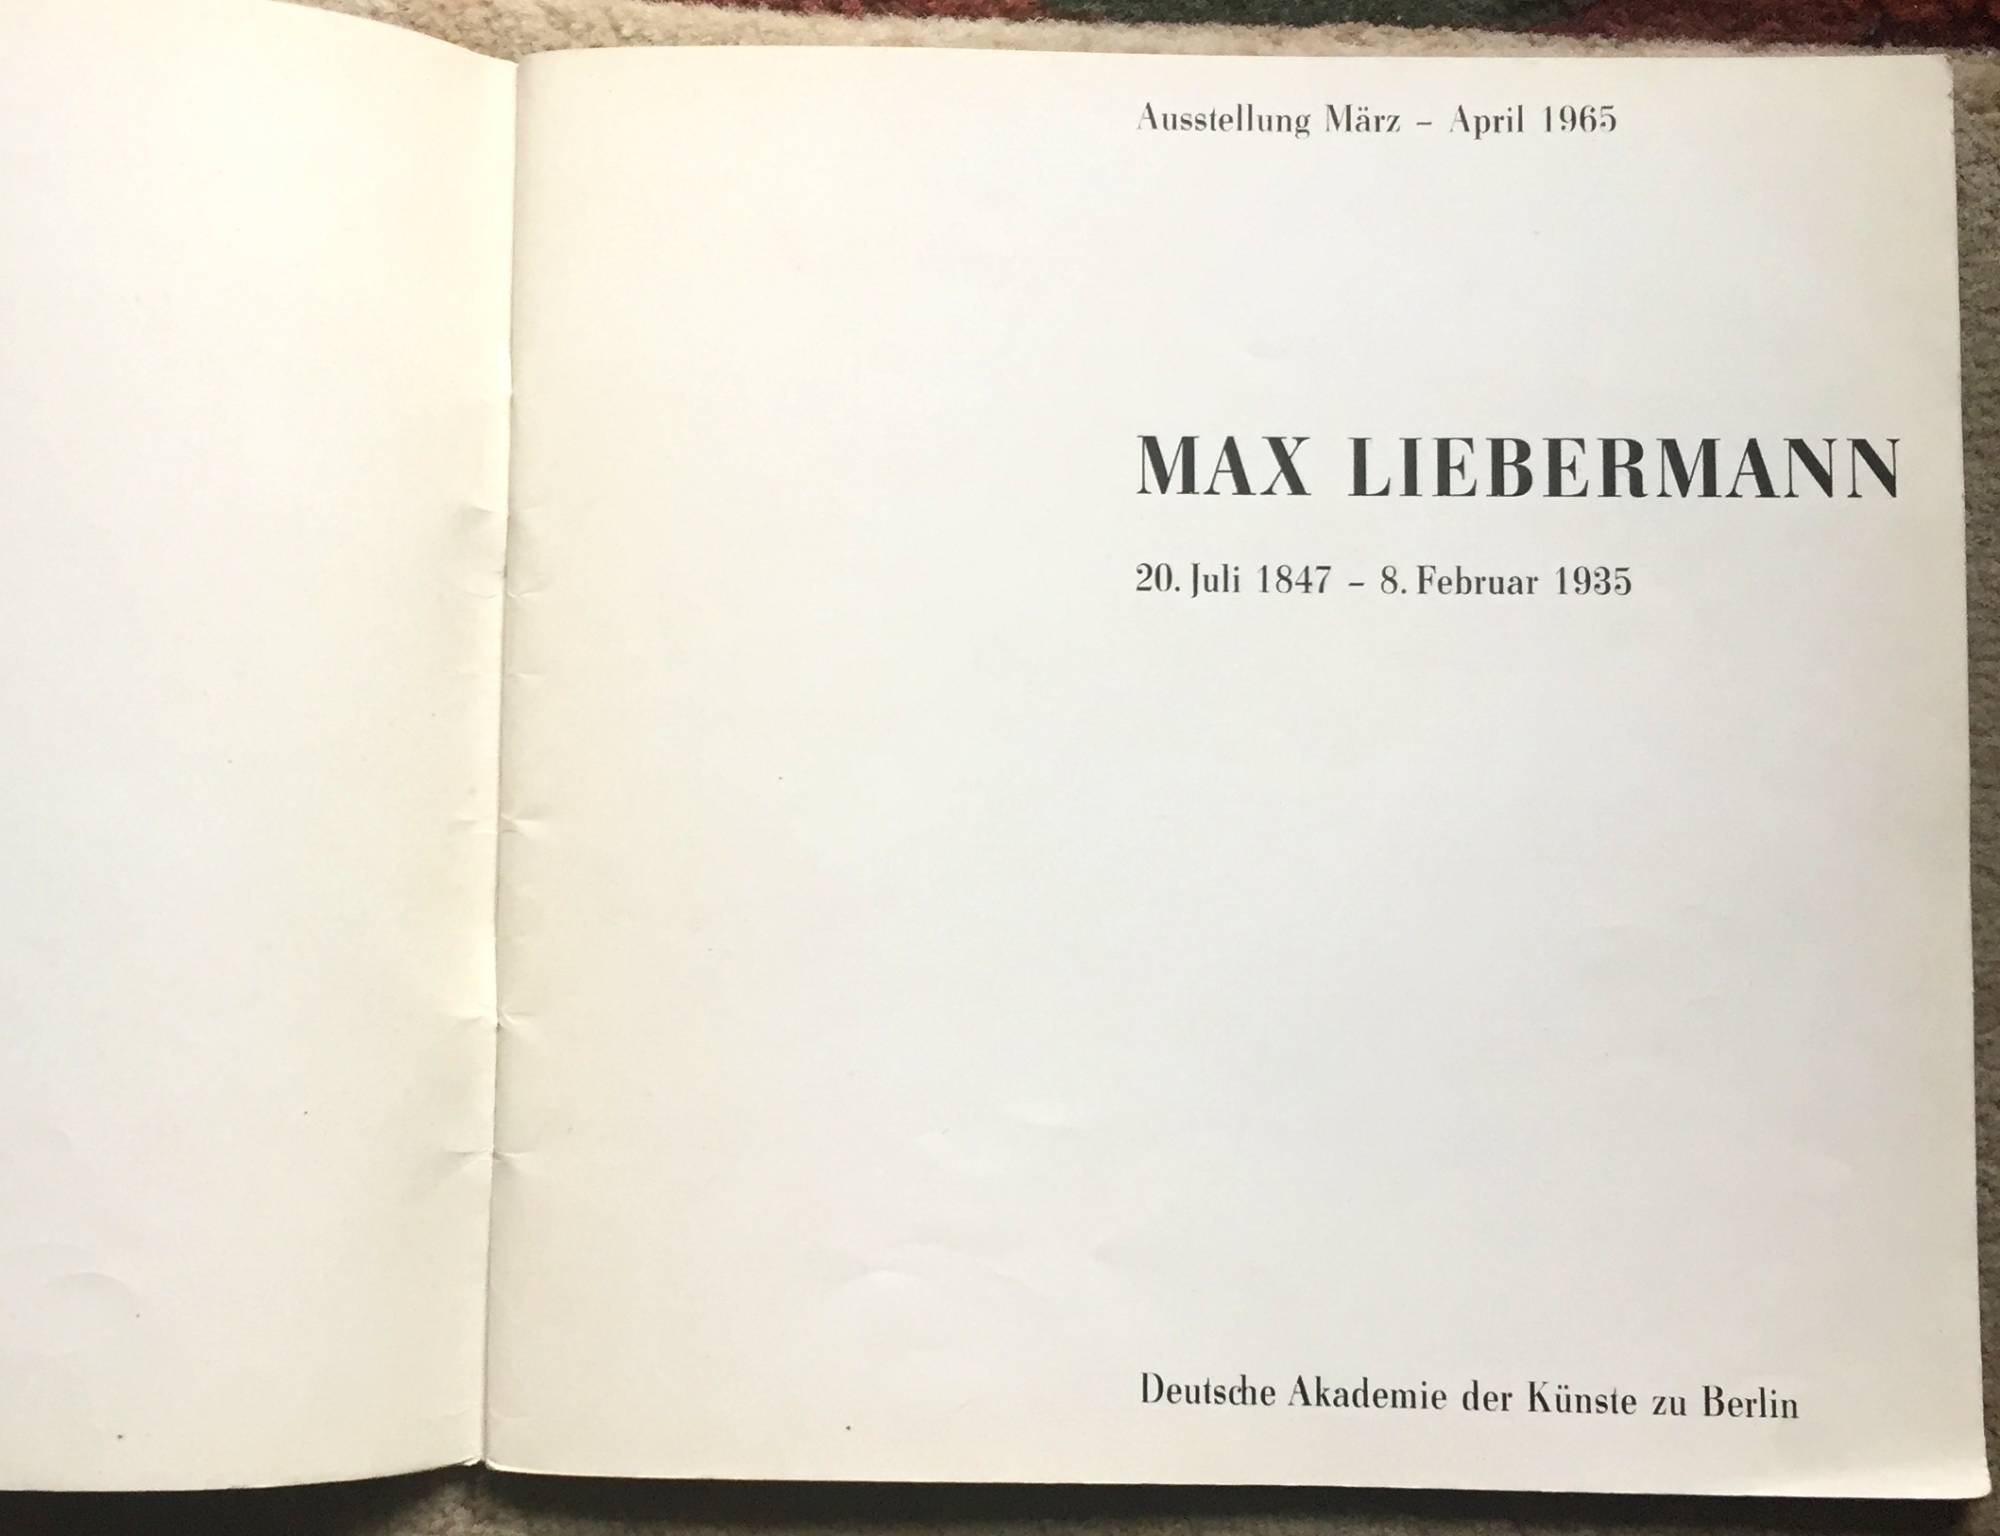 Ausstellung März – April 1965
MAX LIEBERMANN
20. Juli 1847 – 8. Februar 1935
Deutsche Akademie der Künste zu Berlin